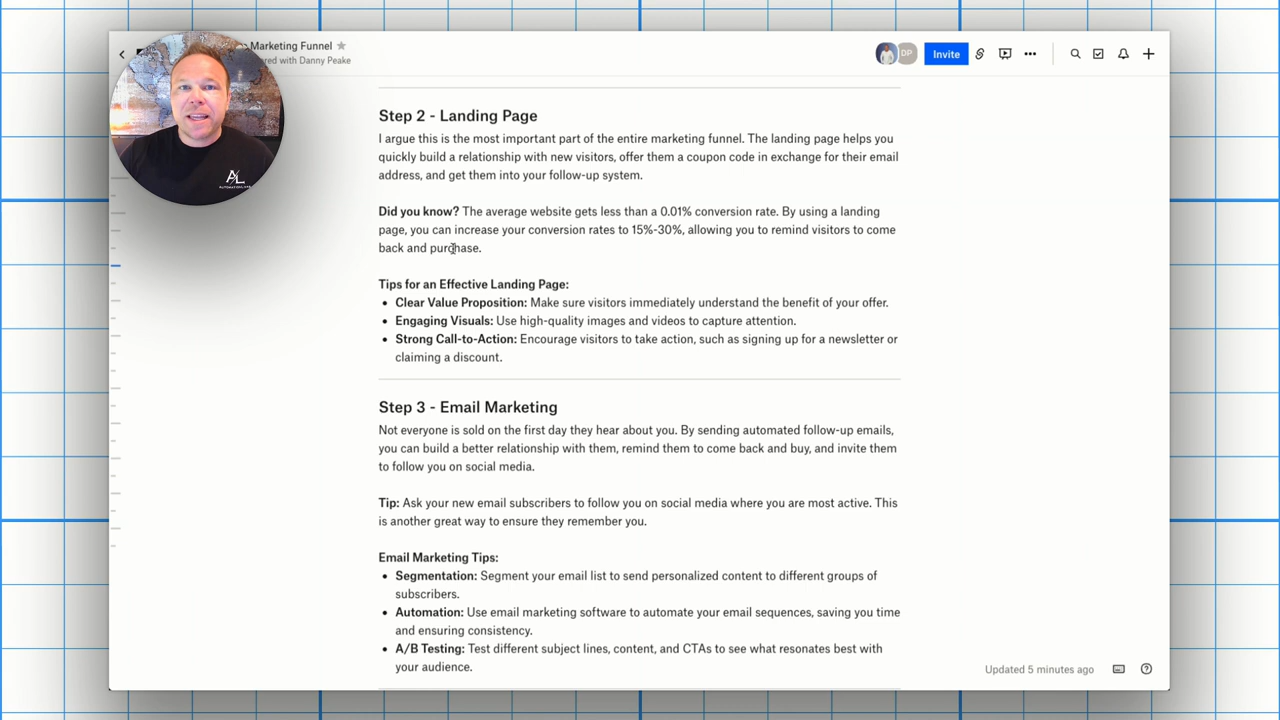 Marketing Funnel
red with Danny Peake
DP
Invite
Step 2 - Landing Page
I argue this is the most important part of the entire marketing funnel. The landing page helps you
quickly build a relationship with new visitors, offer them a coupon code in exchange for their email
address, and get them into your follow-up system.
Did you know? The average website gets less than a 0.01% conversion rate. By using a landing
page, you can increase your conversion rates to 15%-30%, allowing you to remind visitors to come
back and purchase.
Tips for an Effective Landing Page:
• Clear Value Proposition: Make sure visitors immediately understand the benefit of your offer.
• Engaging Visuals: Use high-quality images and videos to capture attention.
• Strong Call-to-Action: Encourage visitors to take action, such as signing up for a newsletter or
claiming a discount.
Step 3 - Email Marketing
Not everyone is sold on the first day they hear about you. By sending automated follow-up emails,
you can build a better relationship with them, remind them to come back and buy, and invite them
to follow you on social media.
Tip: Ask your new email subscribers to follow you on social media where you are most active. This
is another great way to ensure they remember you.
Email Marketing Tips:
• Segmentation: Segment your email list to send personalized content to different groups of
subscribers.
• Automation: Use email marketing software to automate your email sequences, saving you time
and ensuring consistency.
• A/B Testing: Test different subject lines, content, and CTAs to see what resonates best with
your audience.
Updated 5 minutes ago